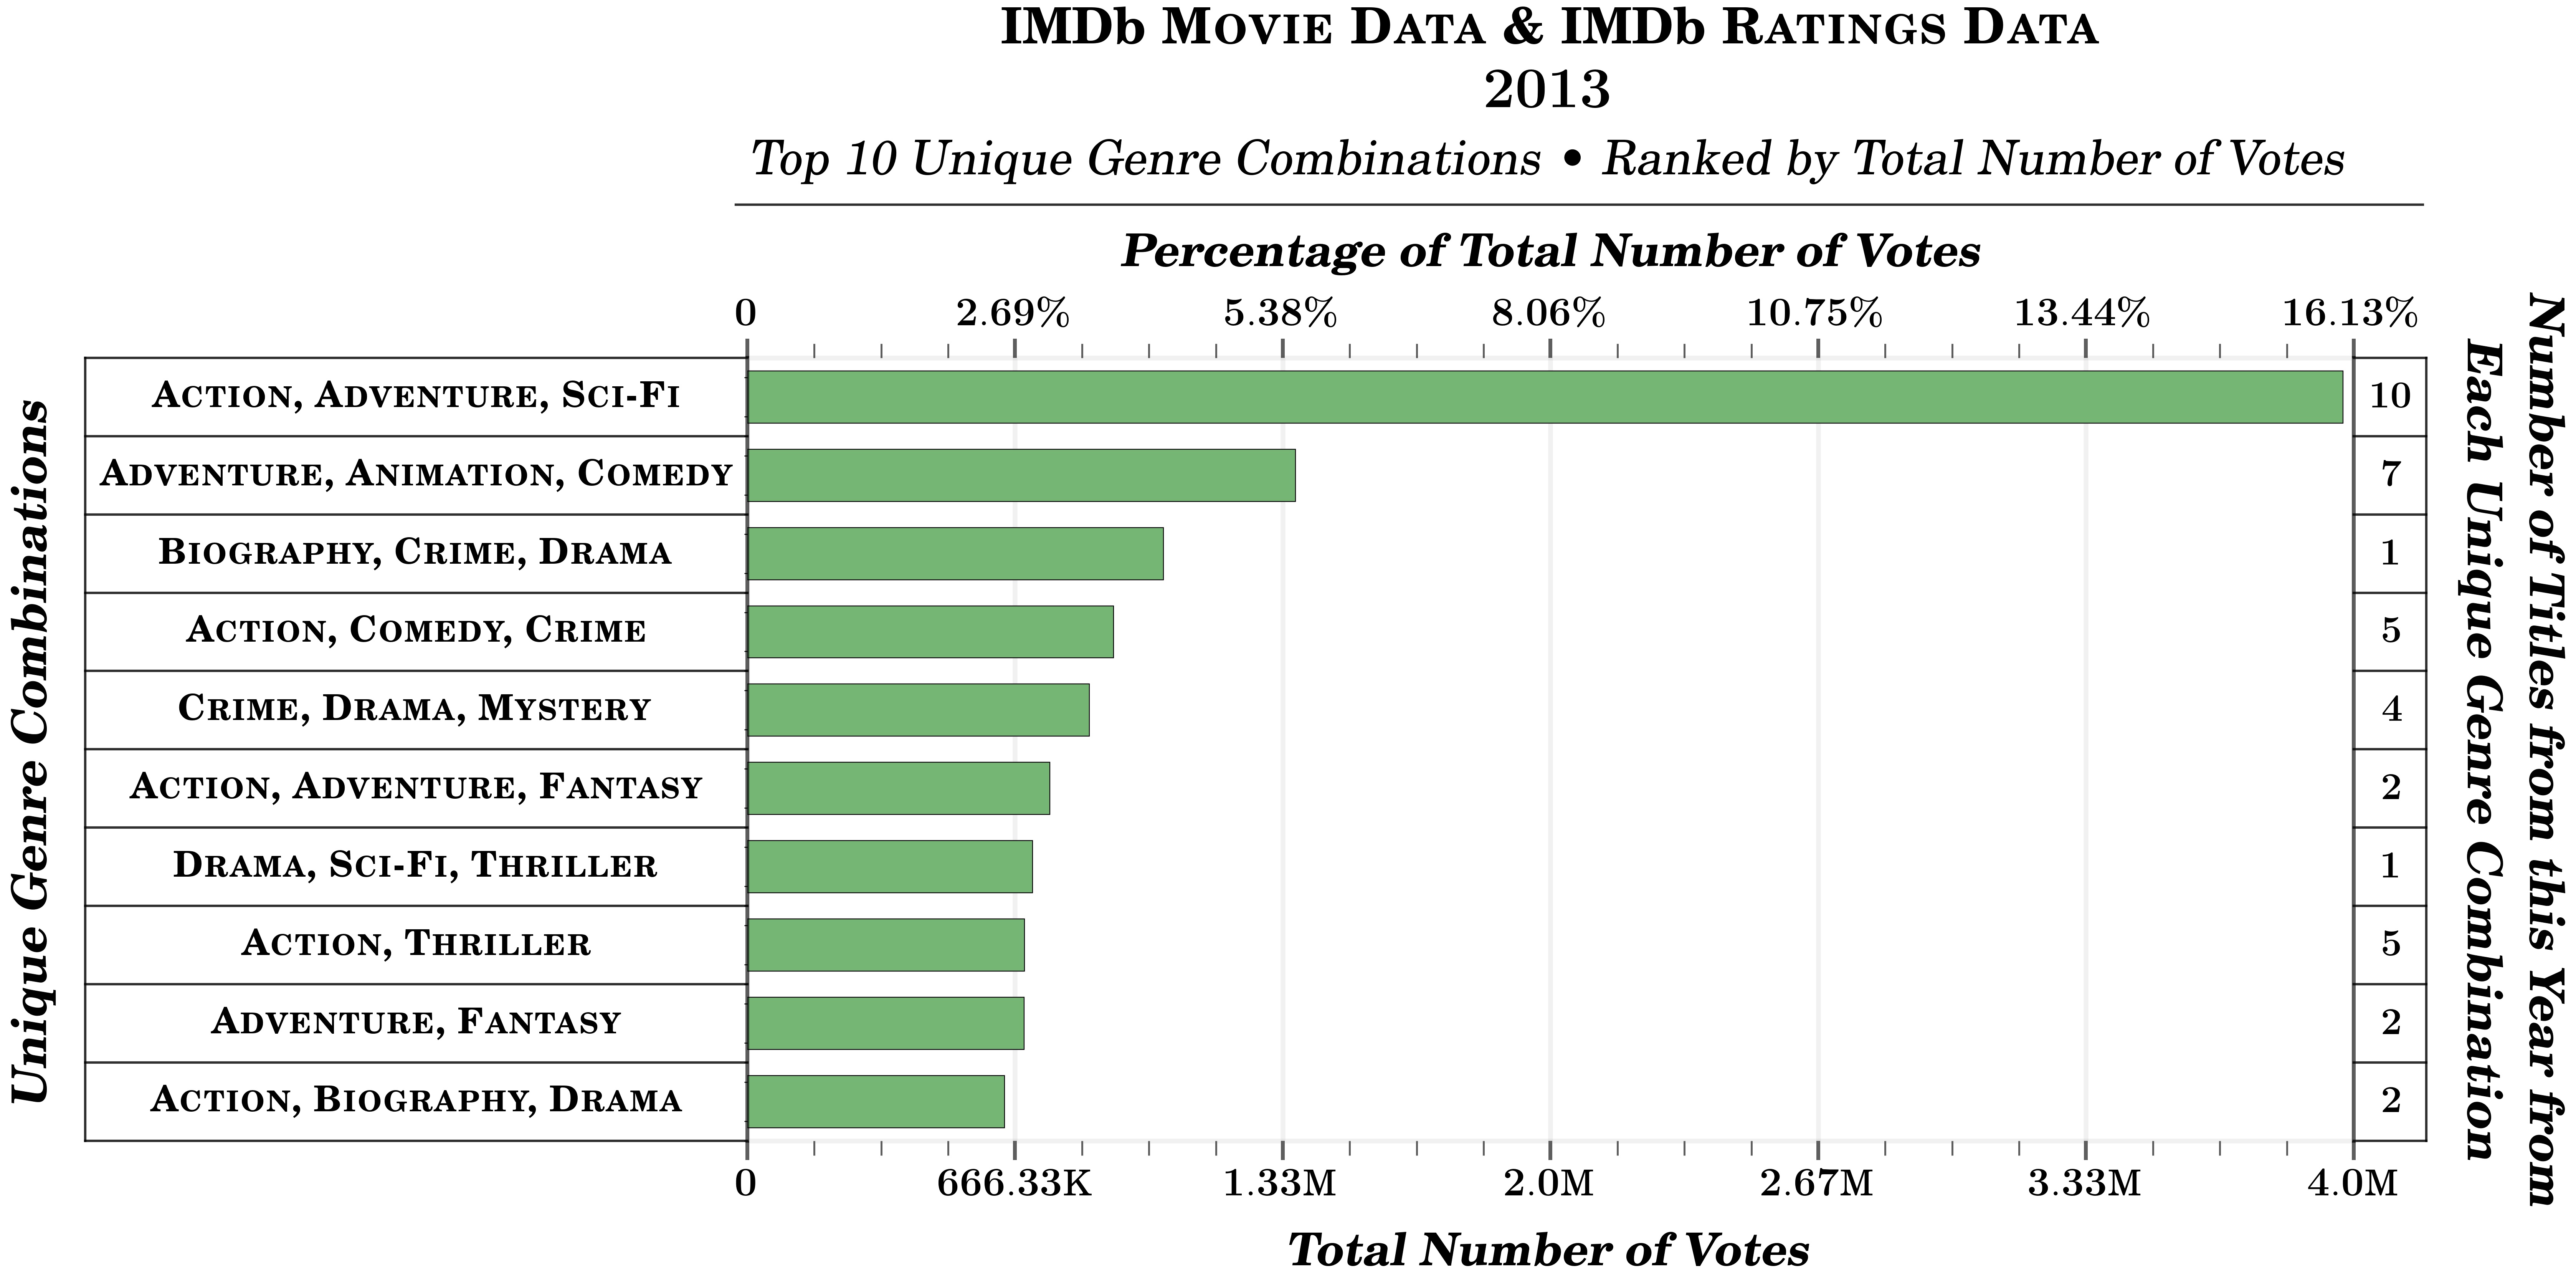 IMDb Movie Data & IMDb Ratings Data
2013
Top 10 Unique Genre Combinations • Ranked by Total Number of Votes
Percentage of Total Number of Votes
0 2.69% 5.38% 8.06% 10.75% 13.44% 16.13%
Unique Genre Combinations
Action, Adventure, Sci-Fi 10
Adventure, Animation, Comedy 7
Biography, Crime, Drama 1
Action, Comedy, Crime 5
Crime, Drama, Mystery 4
Action, Adventure, Fantasy 2
Drama, Sci-Fi, Thriller 1
Action, Thriller 5
Adventure, Fantasy 2
Action, Biography, Drama 2
Number of Titles from this Year from
Each Unique Genre Combination
0 666.33K 1.33M 2.0M 2.67M 3.33M 4.0M
Total Number of Votes